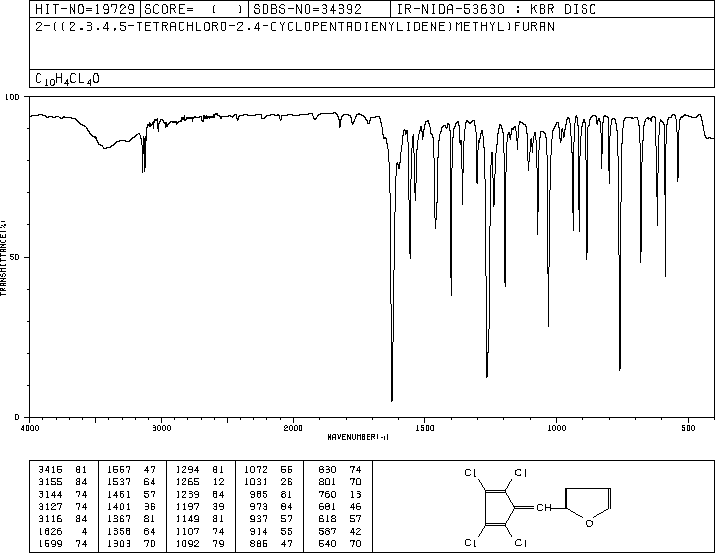 HIT-NO=19729 SCORE= ( ) SDBS-NO=34392 IR-NIDA-53630 : KBR DISC
2-((2,3,4,5-TETRACHLORO-2,4-CYCLOPENTADIENYLIDENE)METHYL)FURAN
C10H4CL4O
100
50
0
TRANSMITTANCE(%)
4000 3000 2000 1500 1000 500
WAVENUMBER(-1)
3415 81 1557 47 1294 81 1072 55 830 74
3155 84 1537 64 1265 12 1031 26 801 70
3144 74 1461 57 1239 64 985 81 760 13
3127 74 1401 36 1197 39 973 84 681 46
3116 84 1367 81 1149 81 937 57 618 57
1626 4 1358 64 1107 74 914 55 587 42
1599 74 1303 70 1092 79 886 47 540 70
Cl Cl
CH
O
Cl Cl